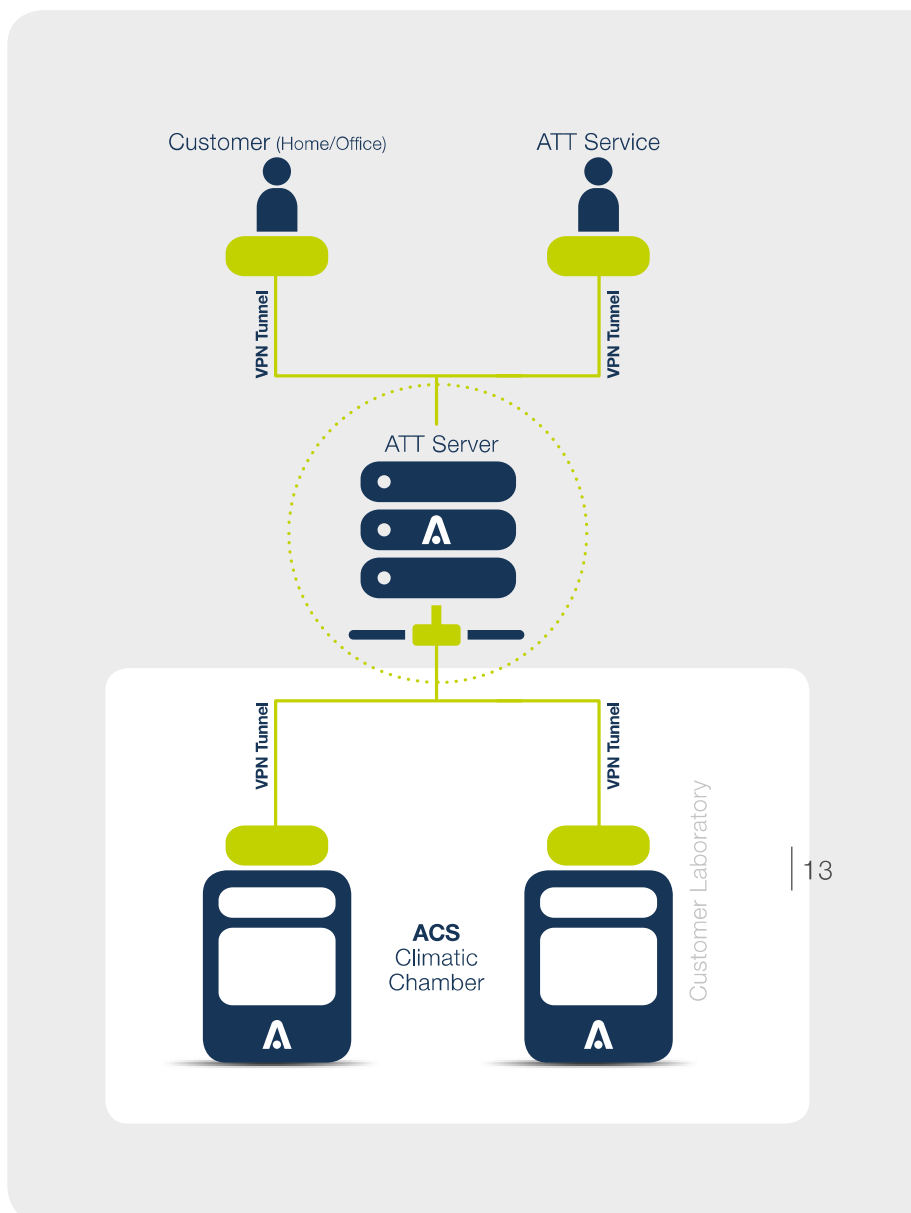 Customer (Home/Office)
ATT Service
VPN Tunnel
VPN Tunnel
ATT Server
VPN Tunnel
VPN Tunnel
Customer Laboratory
13
ACS
Climatic
Chamber